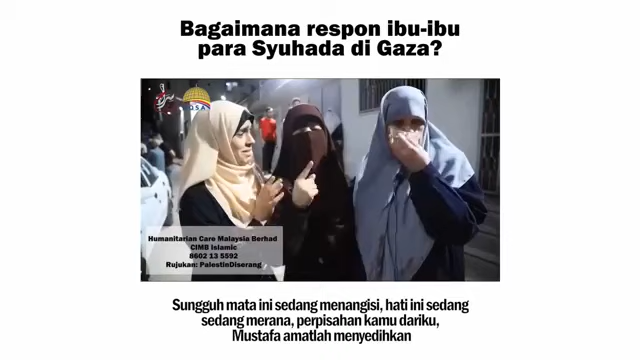 Bagaimana respon ibu-ibu
para Syuhada di Gaza?
QSA
Humanitarian Care Malaysia Berhad
CIMB Islamic
8602 13 5592
Rujukan: PalestinDiserang
Sungguh mata ini sedang menangisi, hati ini sedang
sedang merana, perpisahan kamu dariku,
Mustafa amatlah menyedihkan